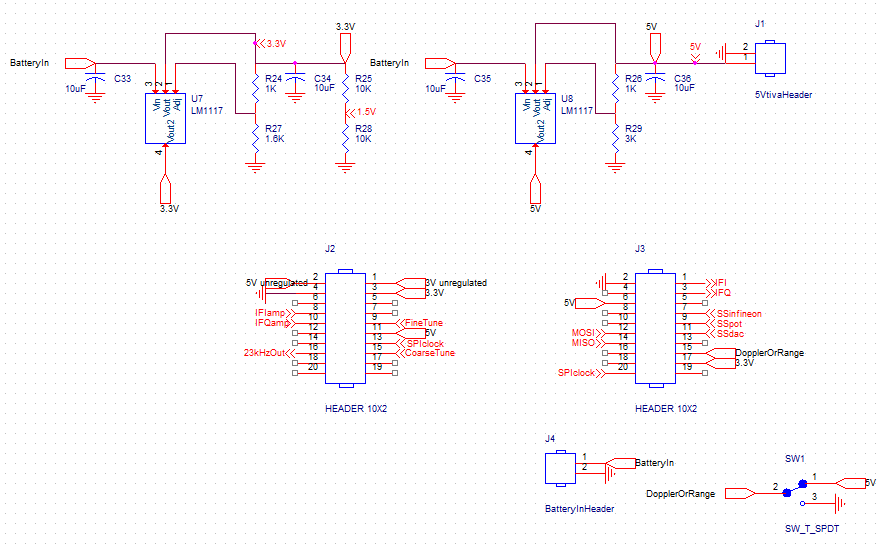 3.3V
5V
J1
BatteryIn
3.3V
BatteryIn
5V
2
1
C33
10uF
R24
1K
C34
10uF
R25
10K
C35
10uF
R26
1K
C36
10uF
5VtivaHeader
3
2
1
Vin
Vout
Adj
Vout2
4
U7
LM1117
1.5V
3
2
1
Vin
Vout
Adj
Vout2
4
U8
LM1117
R27
1.6K
R28
10K
R29
3K
3.3V
5V
J2
J3
5V unregulated
2
1
3V unregulated
4
3
3.3V
6
5
8
7
IFIamp
10
9
FineTune
IFQamp
12
11
5V
14
13
SPIclock
23kHzOut
16
15
CoarseTune
18
17
20
19
HEADER 10X2
2
1
IFI
4
3
IFQ
5V
6
5
8
7
SSinfineon
10
9
SSpot
MOSI
12
11
SSdac
MISO
14
13
16
15
DopplerOrRange
18
17
3.3V
SPIclock
20
19
HEADER 10X2
J4
1
BatteryIn
2
BatteryInHeader
SW1
DopplerOrRange
2
1
5V
3
SW_T_SPDT